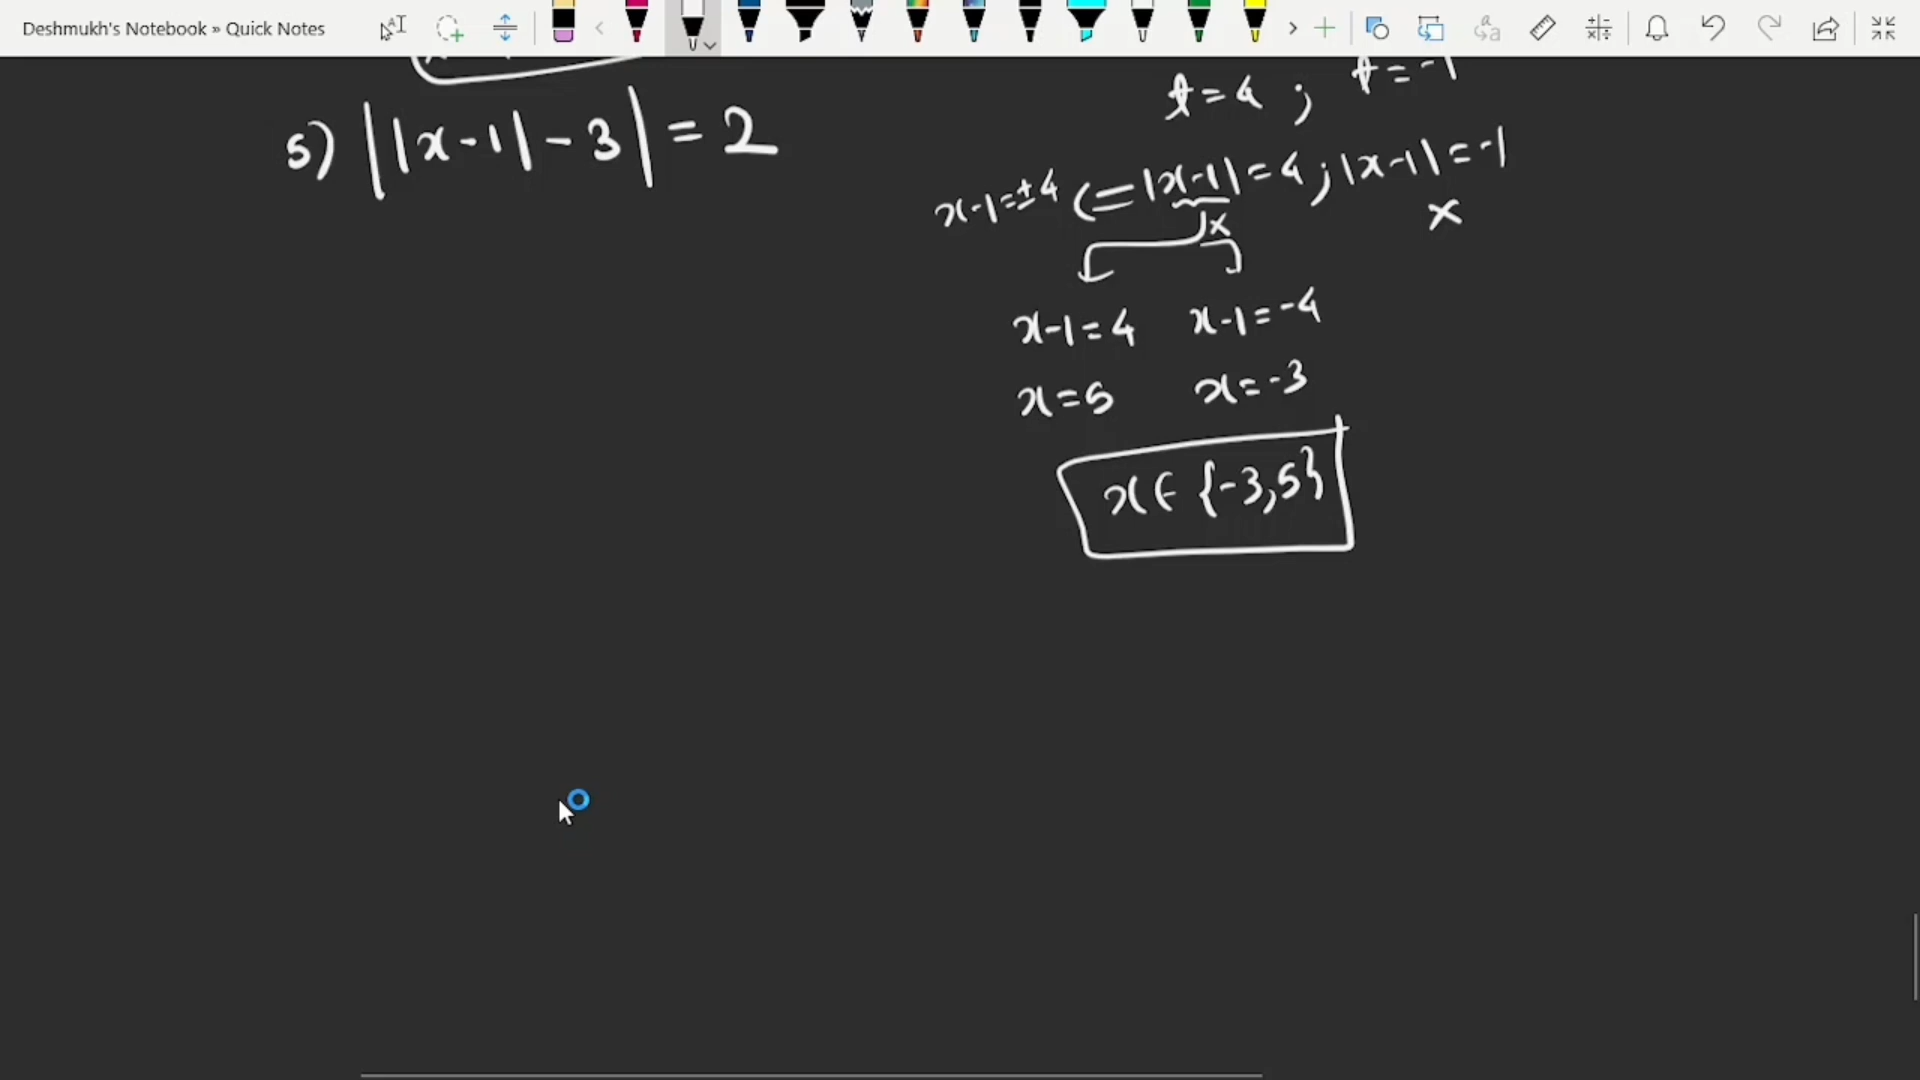 Deshmukh's Notebook » Quick Notes
5) ||x-1| - 3| = 2
t=4 ; t=-1
x-1=±4 <= |x-1|=4 ; |x-1|=-1
x
x
x-1=4 x-1=-4
x=5 x=-3
x∈ {-3,5}